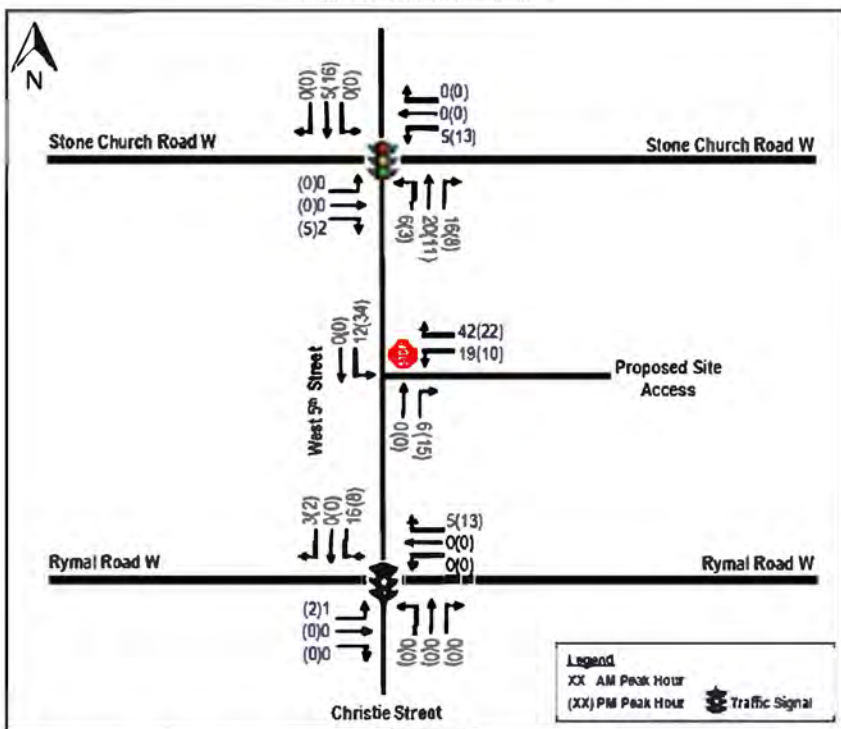 N
0(0)
5(16)
0(0)
0(0)
0(0)
5(13)
Stone Church Road W
Stone Church Road W
(0)0
(0)0
(5)2
6(3)
20(11)
16(8)
0(0)
12(34)
42(22)
19(10)
STOP
Proposed Site
Access
West 5th Street
0(0)
6(15)
3(2)
0(0)
16(8)
5(13)
0(0)
0(0)
Rymal Road W
Rymal Road W
(2)1
(0)0
(0)0
0(0)
0(0)
0(0)
Christie Street
Legend
XX AM Peak Hour
(XX) PM Peak Hour
Traffic Signal